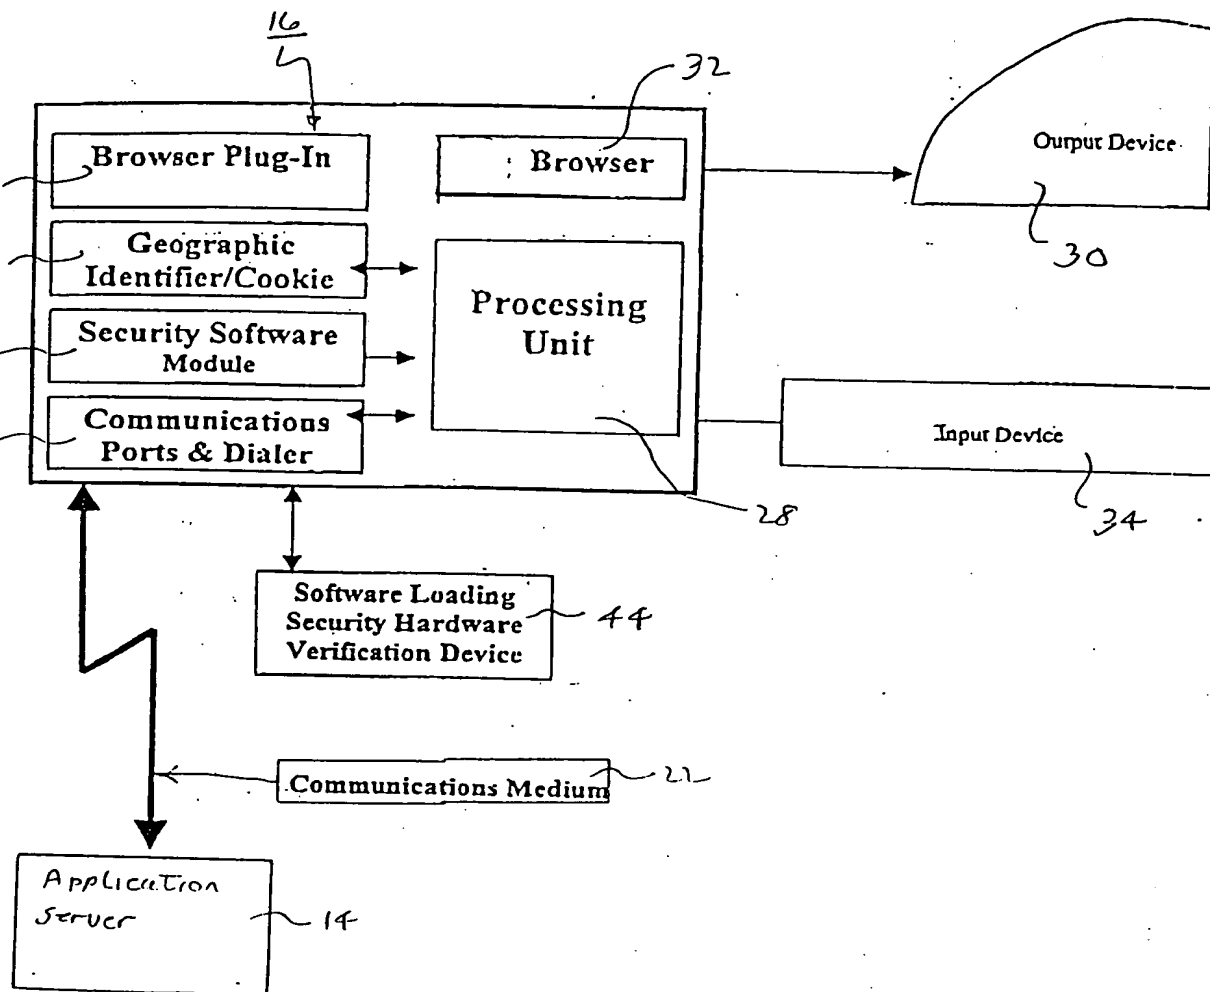 16
32
Browser Plug-In
Browser
Output Device
30
Geographic
Identifier/Cookie
Processing
Unit
Security Software
Module
Communications
Ports & Dialer
Input Device
34
28
Software Loading
Security Hardware
Verification Device
44
Communications Medium
22
Application
Server
14